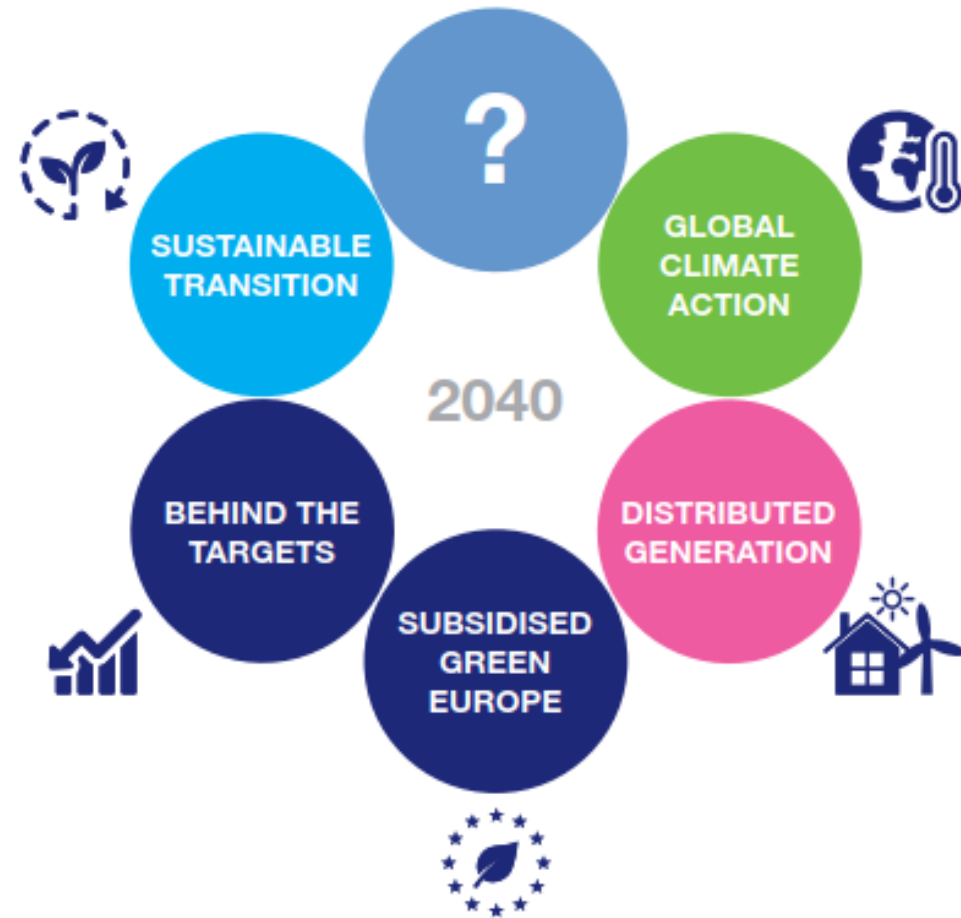 ?
SUSTAINABLE
TRANSITION
GLOBAL
CLIMATE
ACTION
2040
BEHIND THE
TARGETS
DISTRIBUTED
GENERATION
SUBSIDISED
GREEN
EUROPE